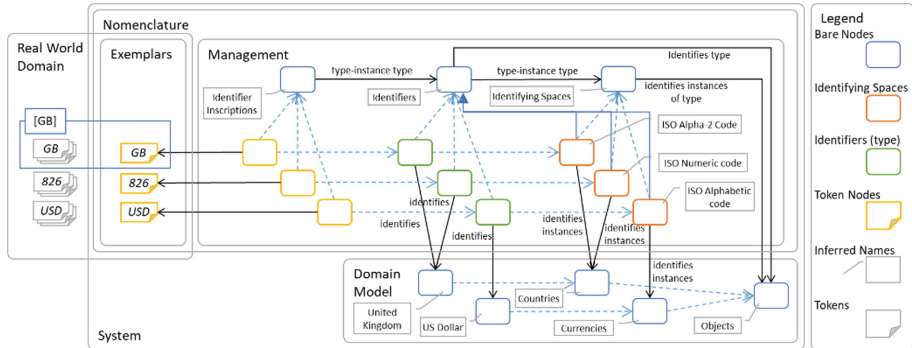 Nomenclature
Real World
Domain
Exemplars
Management
Identifies type
type-instance type
type-instance type
identifies instances
of type
Identifier
Inscriptions
Identifiers
Identifying Spaces
[GB]
GB
GB
ISO Alpha-2 Code
826
826
ISO Numeric code
USD
USD
ISO Alphabetic
code
identifies
identifies
identifies
identifies
instances
identifies
instances
identifies
instances
Domain
Model
United
Kingdom
US Dollar
Countries
Currencies
Objects
System
Legend
Bare Nodes
Identifying Spaces
Identifiers (type)
Token Nodes
Inferred Names
Tokens